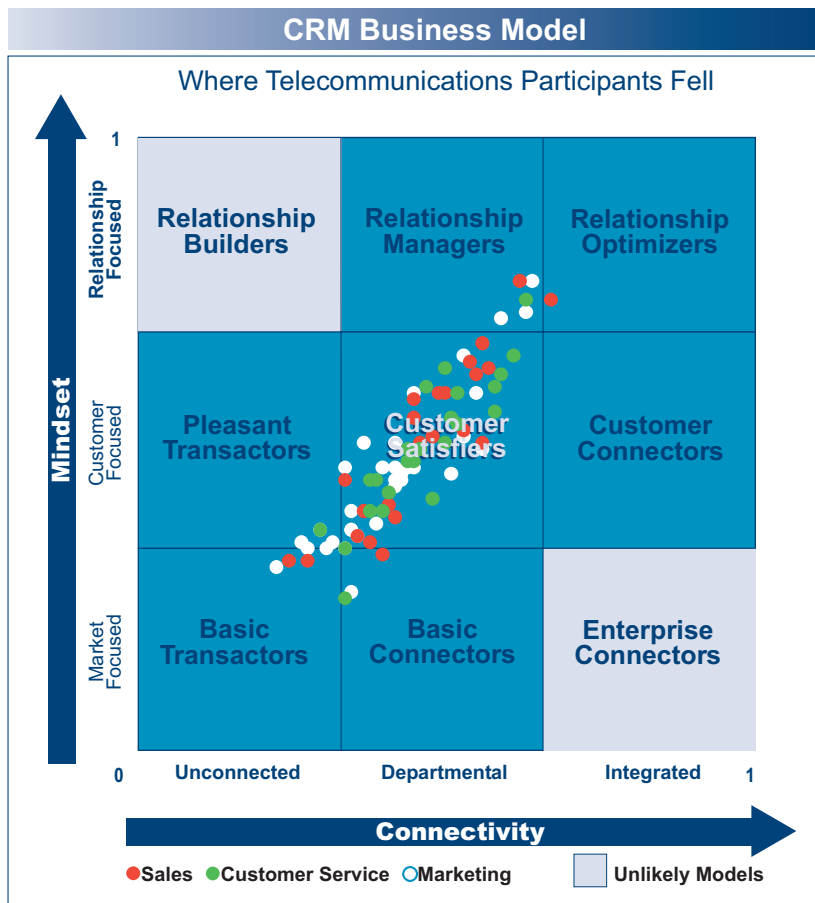 CRM Business Model
Where Telecommunications Participants Fell
1
Relationship
Focused
Relationship
Builders
Relationship
Managers
Relationship
Optimizers
Mindset
Customer
Focused
Pleasant
Transactors
Customer
Satisfiers
Customer
Connectors
Market
Focused
Basic
Transactors
Basic
Connectors
Enterprise
Connectors
0
Unconnected
Departmental
Integrated
1
Connectivity
Sales
Customer Service
Marketing
Unlikely Models